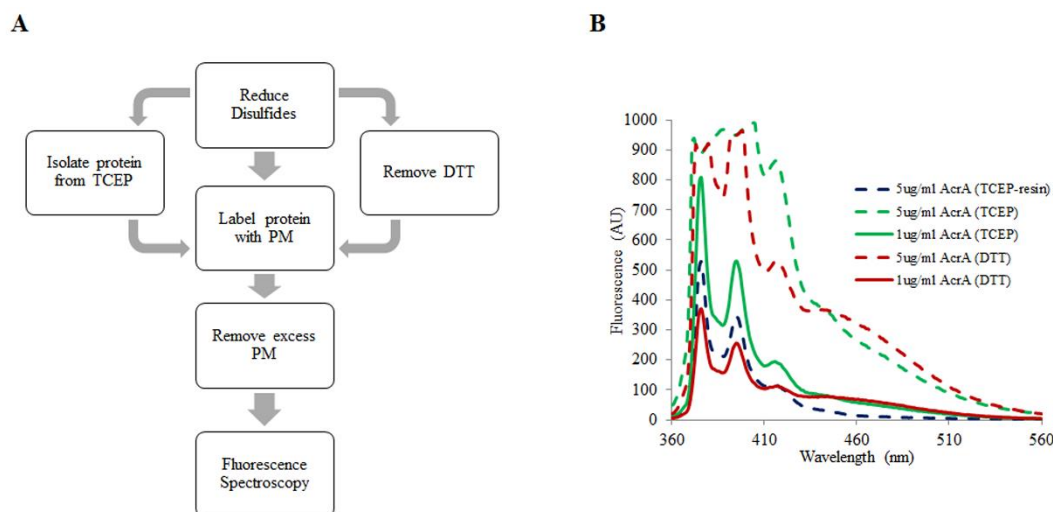 A
Reduce
Disulfides
Isolate protein
from TCEP
Remove DTT
Label protein
with PM
Remove excess
PM
Fluorescence
Spectroscopy
B
Fluorescence (AU)
1000
900
800
700
600
500
400
300
200
100
0
360
410
460
510
560
Wavelength (nm)
5ug/ml AcrA (TCEP-resin)
5ug/ml AcrA (TCEP)
1ug/ml AcrA (TCEP)
5ug/ml AcrA (DTT)
1ug/ml AcrA (DTT)